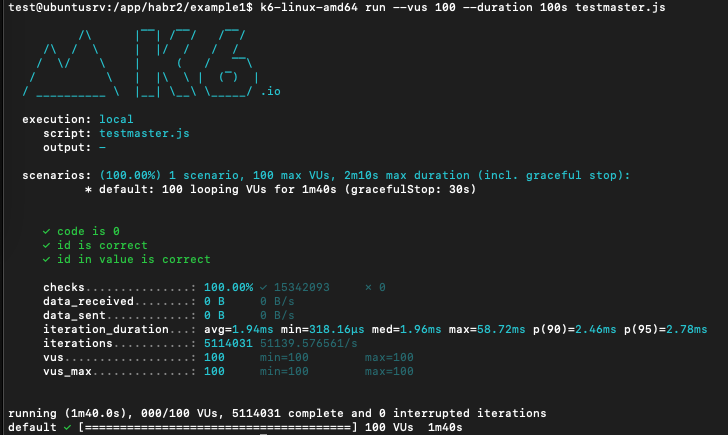 test@ubuntusrv:/app/habr2/example1$ k6-linux-amd64 run --vus 100 --duration 100s testmaster.js
K6
.io
execution: local
script: testmaster.js
output: -
scenarios: (100.00%) 1 scenario, 100 max VUs, 2m10s max duration (incl. graceful stop):
* default: 100 looping VUs for 1m40s (gracefulStop: 30s)
✓ code is 0
✓ id is correct
✓ id in value is correct
checks...............: 100.00% ✓ 15342093 ✗ 0
data_received........: 0 B 0 B/s
data_sent............: 0 B 0 B/s
iteration_duration...: avg=1.94ms min=318.16µs med=1.96ms max=58.72ms p(90)=2.46ms p(95)=2.78ms
iterations...........: 5114031 51139.576561/s
vus..................: 100 min=100 max=100
vus_max..............: 100 min=100 max=100
running (1m40.0s), 000/100 VUs, 5114031 complete and 0 interrupted iterations
default ✓ [======================================] 100 VUs 1m40s